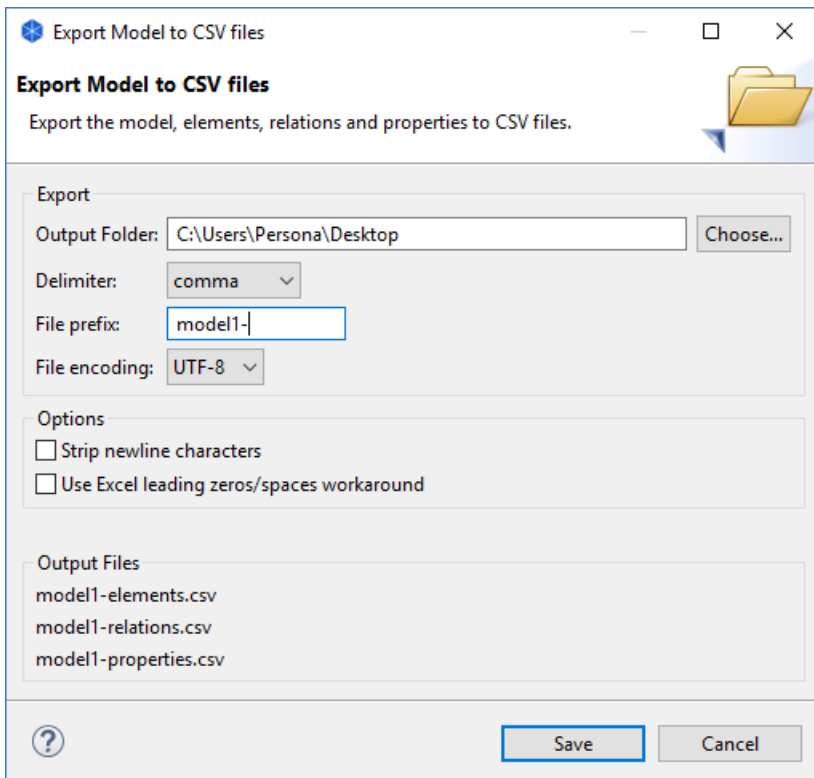 Export Model to CSV files
Export Model to CSV files
Export the model, elements, relations and properties to CSV files.
Export
Output Folder: C:\Users\Persona\Desktop Choose...
Delimiter: comma
File prefix: model1-
File encoding: UTF-8
Options
Strip newline characters
Use Excel leading zeros/spaces workaround
Output Files
model1-elements.csv
model1-relations.csv
model1-properties.csv
? Save Cancel